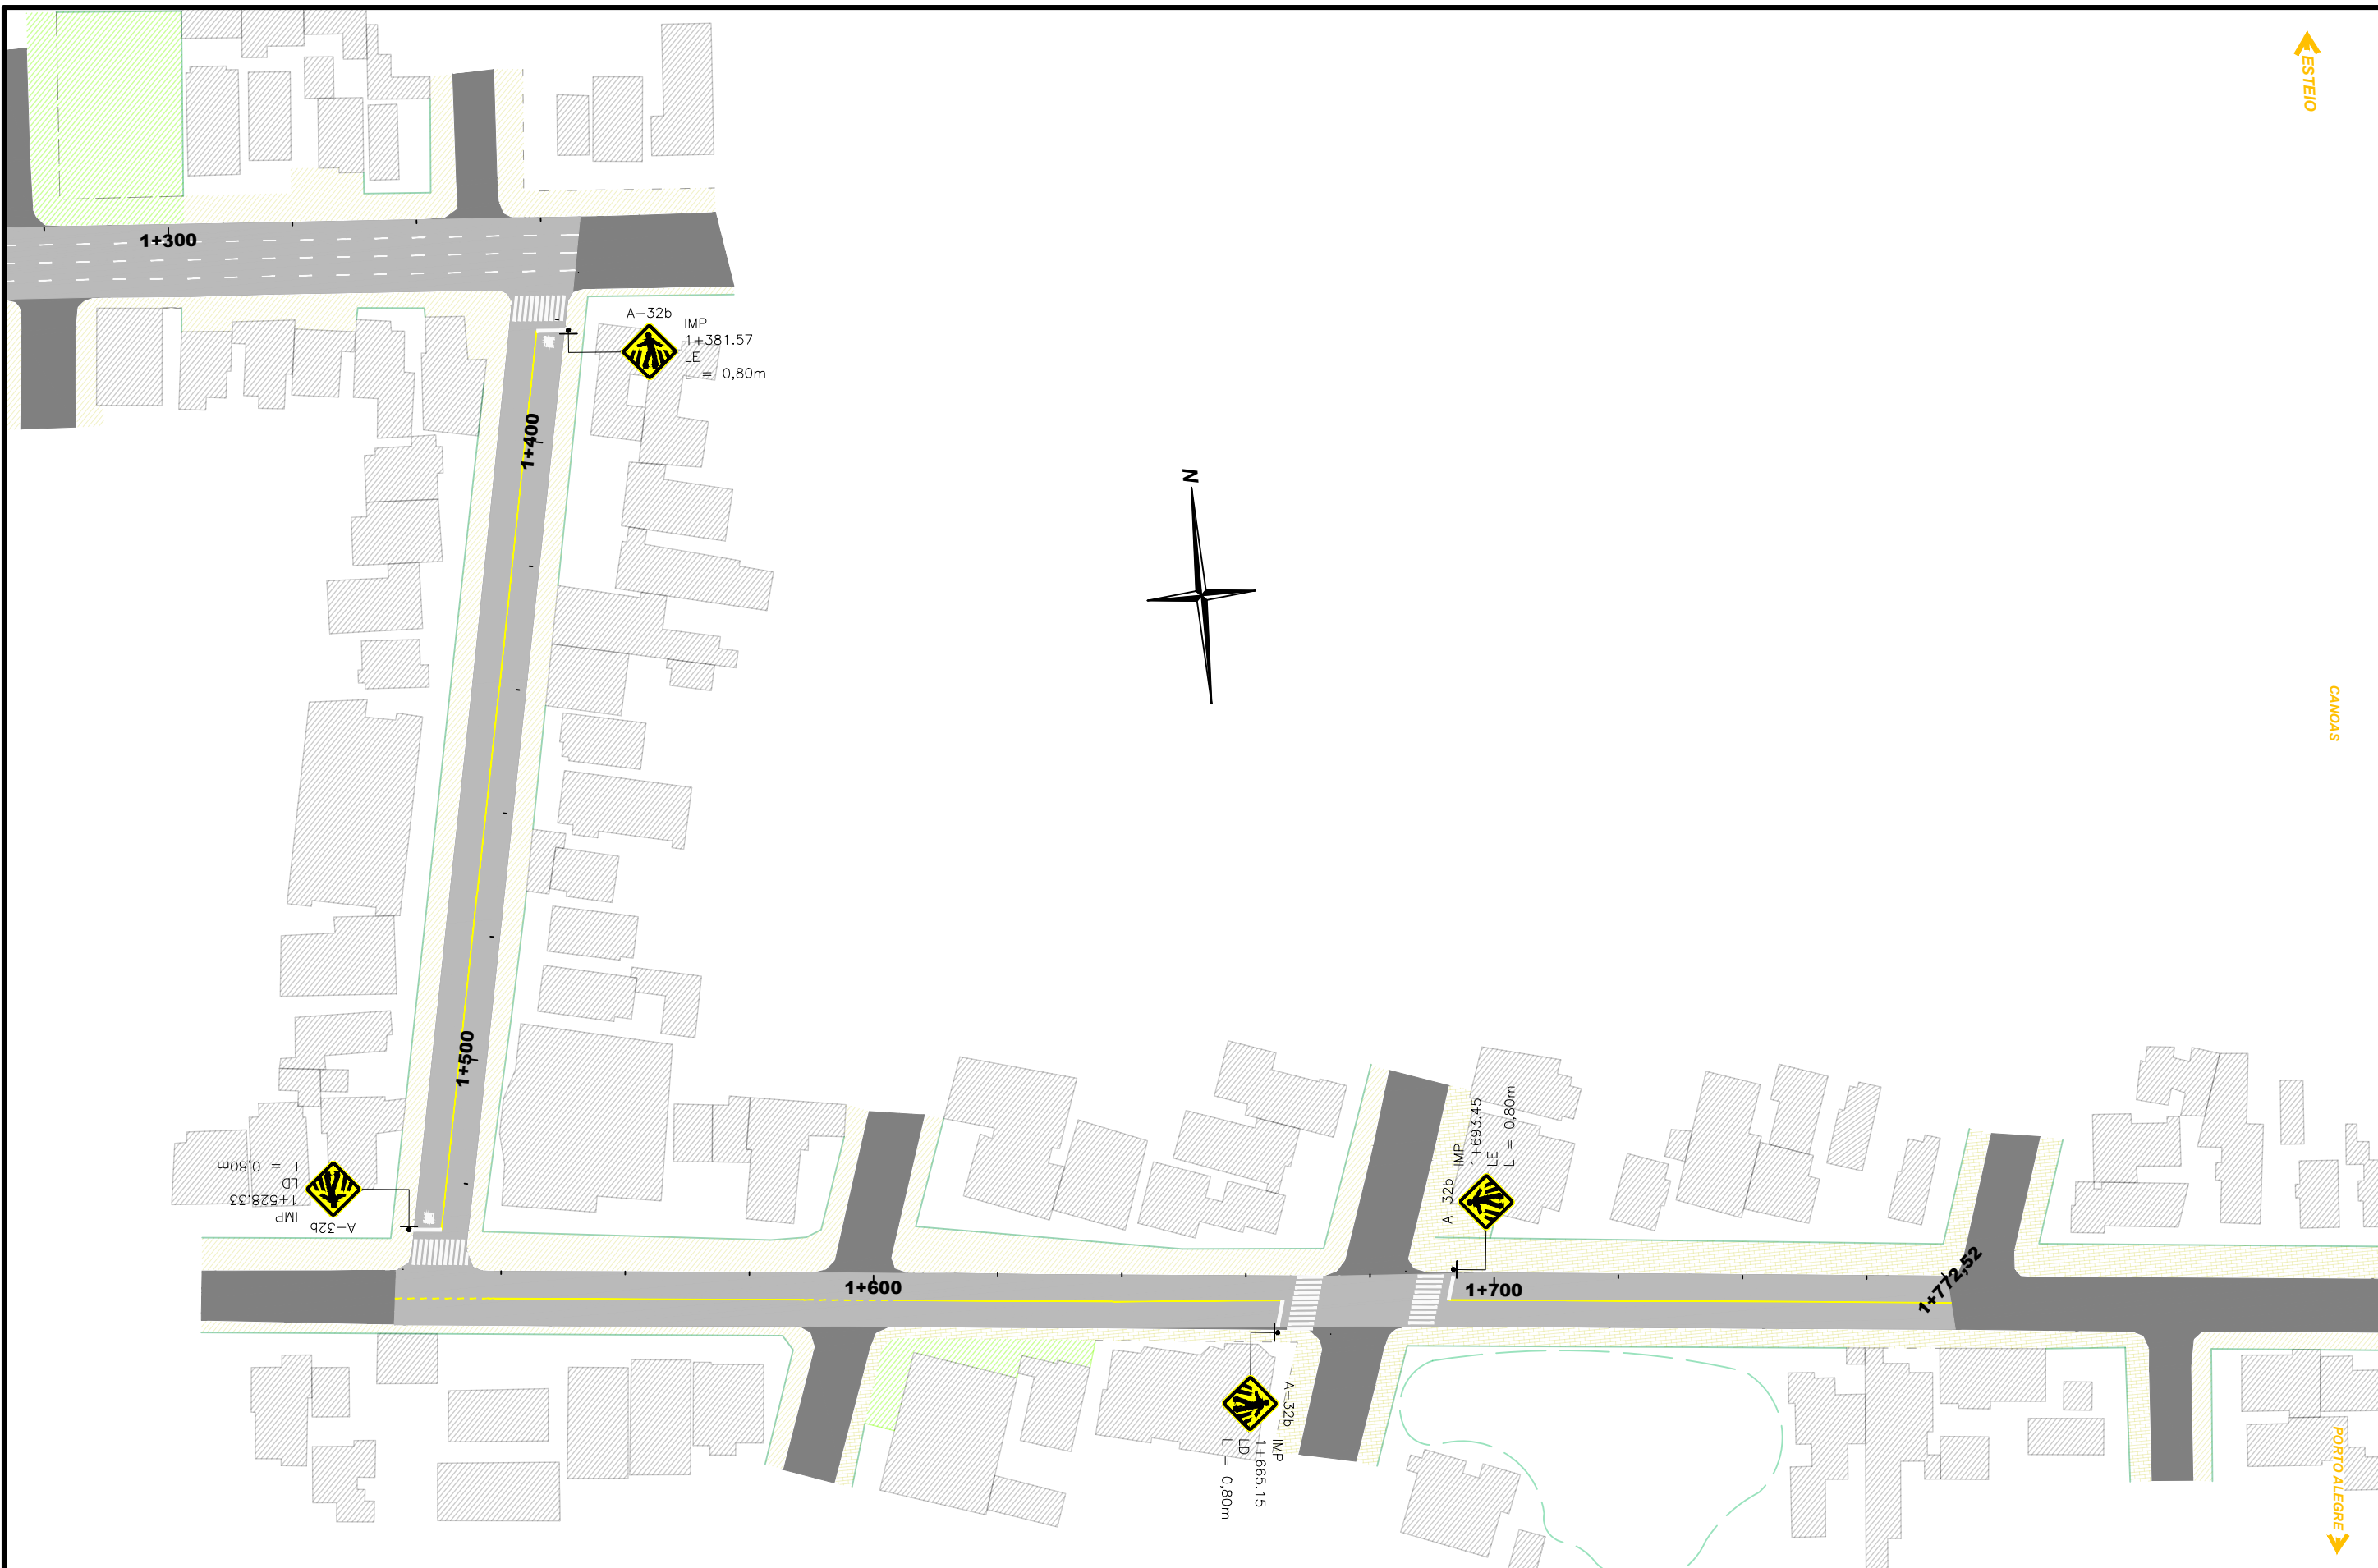 ESTEIO
1+300
A-32b
IMP
1+381.57
LE
L = 0,80m
1+400
N
CANOAS
1+500
A-32b
IMP
1+528.33
LD
L = 0,80m
A-32b
IMP
1+693.45
LE
L = 0,80m
1+600
1+700
1+772,52
A-32b
IMP
1+665.15
LD
L = 0,80m
PORTO ALEGRE